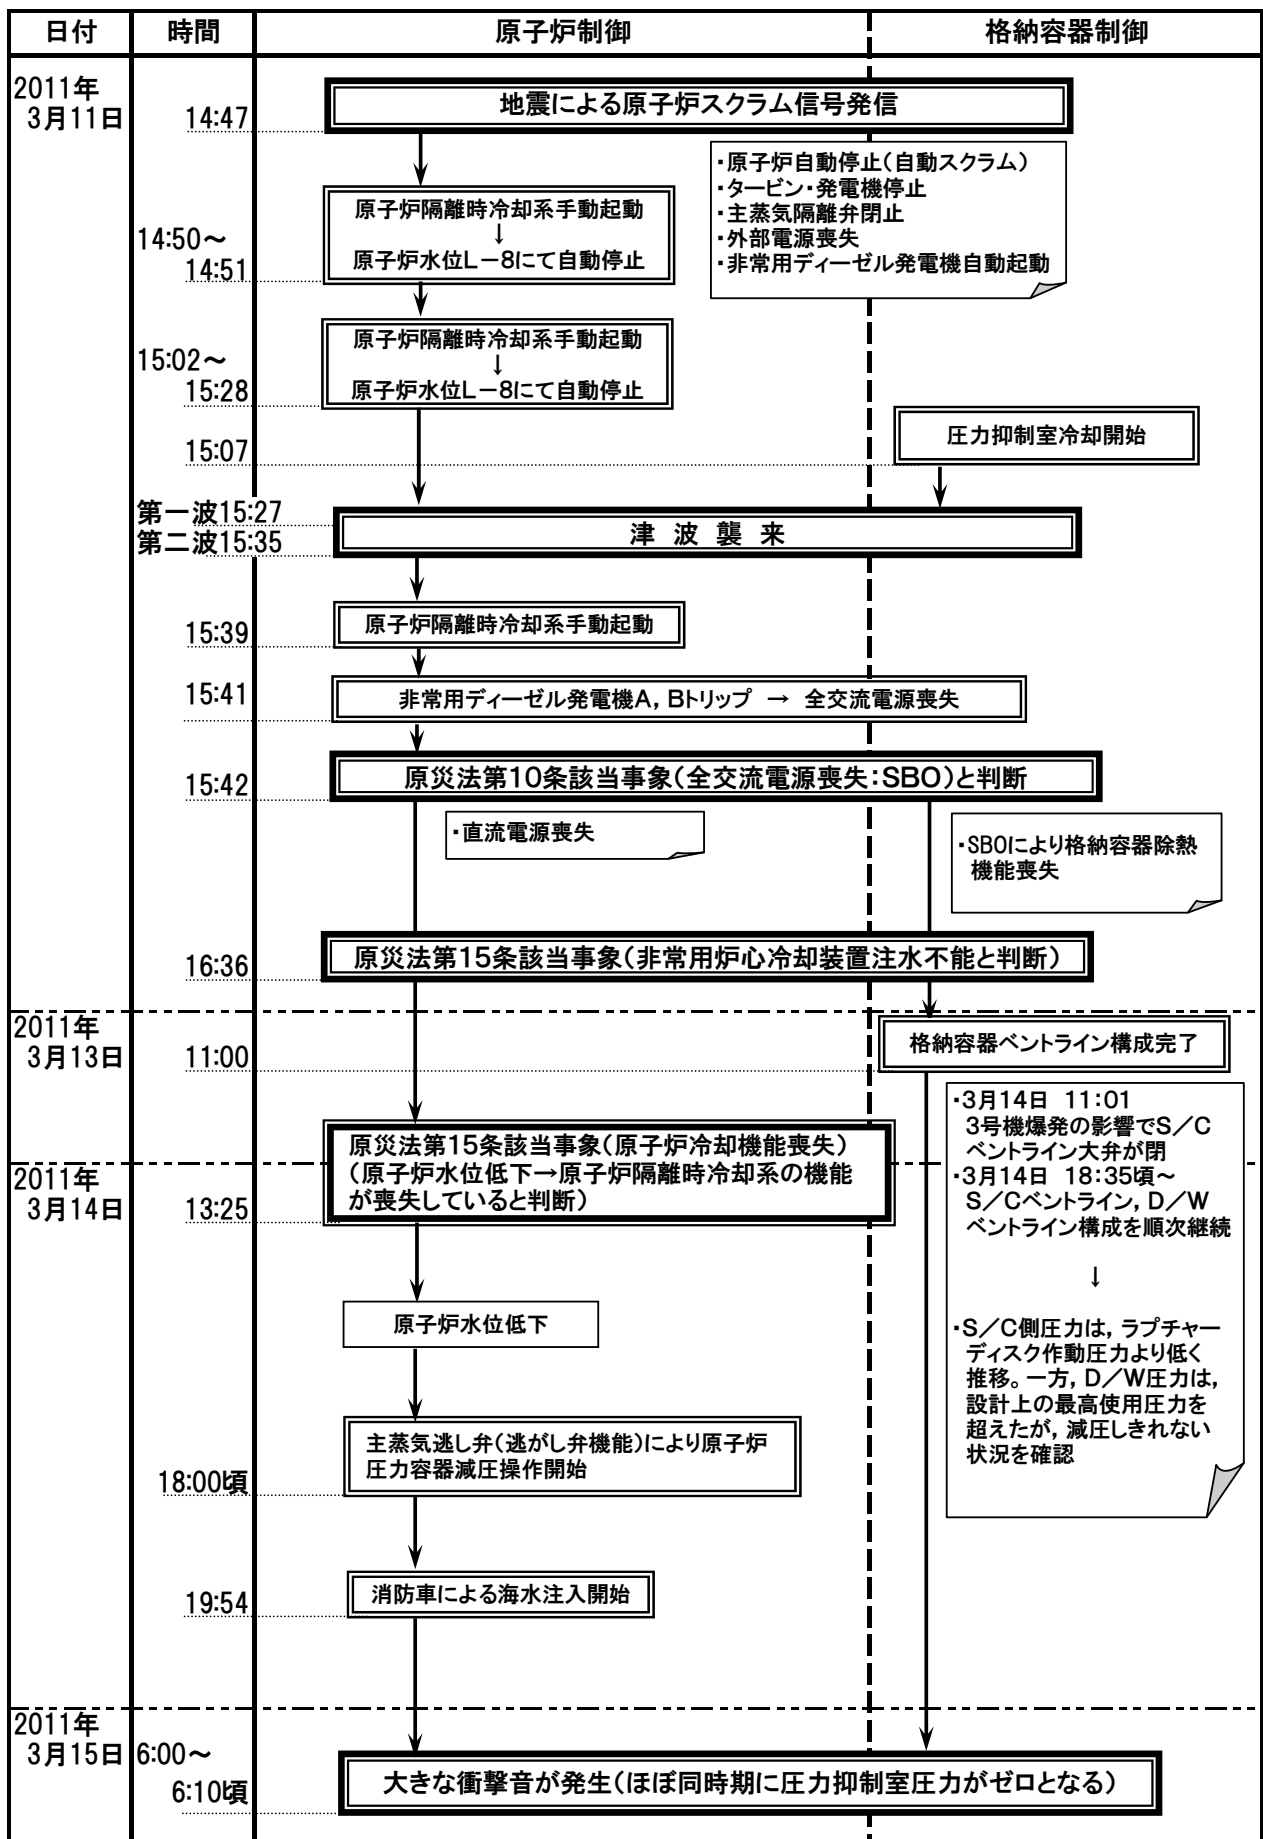 日付 時間 原子炉制御 格納容器制御
2011年
3月11日
14:47
地震による原子炉スクラム信号発信
・原子炉自動停止(自動スクラム)
・タービン・発電機停止
・主蒸気隔離弁閉止
・外部電源喪失
・非常用ディーゼル発電機自動起動
14:50~
14:51
原子炉隔離時冷却系手動起動
↓
原子炉水位L-8にて自動停止
15:02~
15:28
原子炉隔離時冷却系手動起動
↓
原子炉水位L-8にて自動停止
15:07
圧力抑制室冷却開始
第一波15:27
第二波15:35
津 波 襲 来
15:39
原子炉隔離時冷却系手動起動
15:41
非常用ディーゼル発電機A,Bトリップ → 全交流電源喪失
15:42
原災法第10条該当事象(全交流電源喪失:SBO)と判断
・直流電源喪失
・SBOにより格納容器除熱
機能喪失
16:36
原災法第15条該当事象(非常用炉心冷却装置注水不能と判断)
2011年
3月13日
11:00
格納容器ベントライン構成完了
・3月14日 11:01
3号機爆発の影響でS/C
ベントライン大弁が閉
・3月14日 18:35頃~
S/Cベントライン,D/W
ベントライン構成を順次継続
↓
・S/C側圧力は,ラプチャー
ディスク作動圧力より低く
推移。一方,D/W圧力は,
設計上の最高使用圧力を
超えたが,減圧しきれない
状況を確認
2011年
3月14日
13:25
原災法第15条該当事象(原子炉冷却機能喪失)
(原子炉水位低下→原子炉隔離時冷却系の機能
が喪失していると判断)
原子炉水位低下
18:00頃
主蒸気逃し弁(逃がし弁機能)により原子炉
圧力容器減圧操作開始
19:54
消防車による海水注入開始
2011年
3月15日
6:00~
6:10頃
大きな衝撃音が発生(ほぼ同時期に圧力抑制室圧力がゼロとなる)